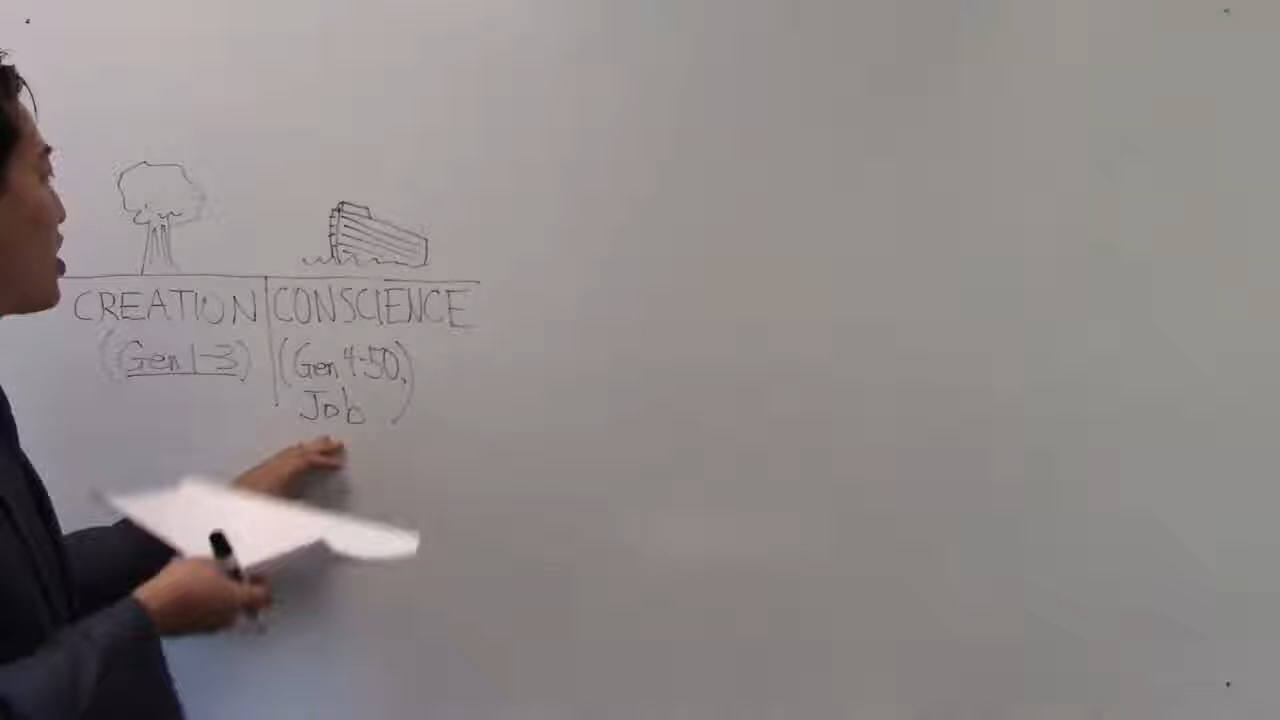 CREATION
(Gen 1-3)
CONSCIENCE
(Gen 4-50,
Job)